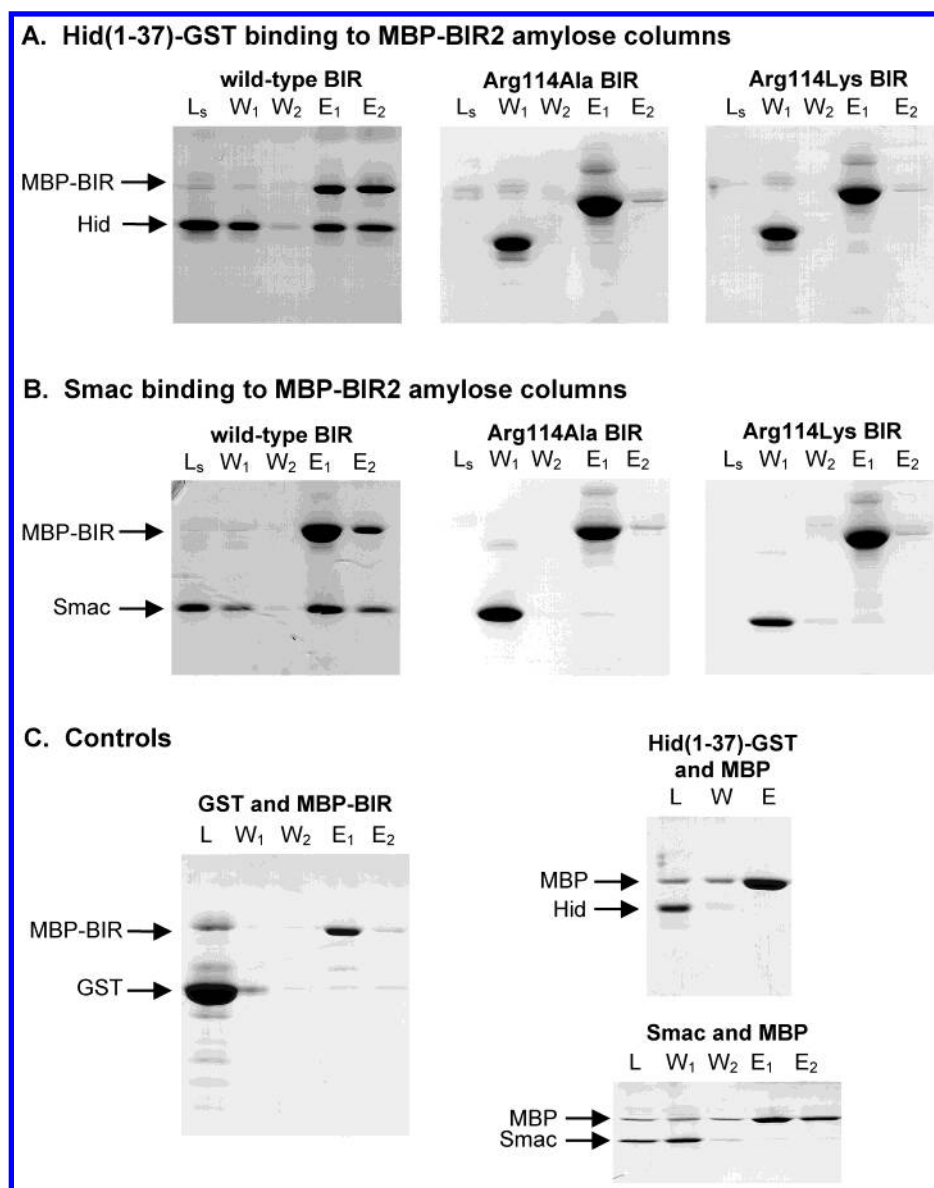 A. Hid(1-37)-GST binding to MBP-BIR2 amylose columns
wild-type BIR
Lₛ W₁ W₂ E₁ E₂
Arg114Ala BIR
Lₛ W₁ W₂ E₁ E₂
Arg114Lys BIR
Lₛ W₁ W₂ E₁ E₂
MBP-BIR
Hid
B. Smac binding to MBP-BIR2 amylose columns
wild-type BIR
Lₛ W₁ W₂ E₁ E₂
Arg114Ala BIR
Lₛ W₁ W₂ E₁ E₂
Arg114Lys BIR
Lₛ W₁ W₂ E₁ E₂
MBP-BIR
Smac
C. Controls
GST and MBP-BIR
L W₁ W₂ E₁ E₂
MBP-BIR
GST
Hid(1-37)-GST
and MBP
L W E
MBP
Hid
Smac and MBP
L W₁ W₂ E₁ E₂
MBP
Smac